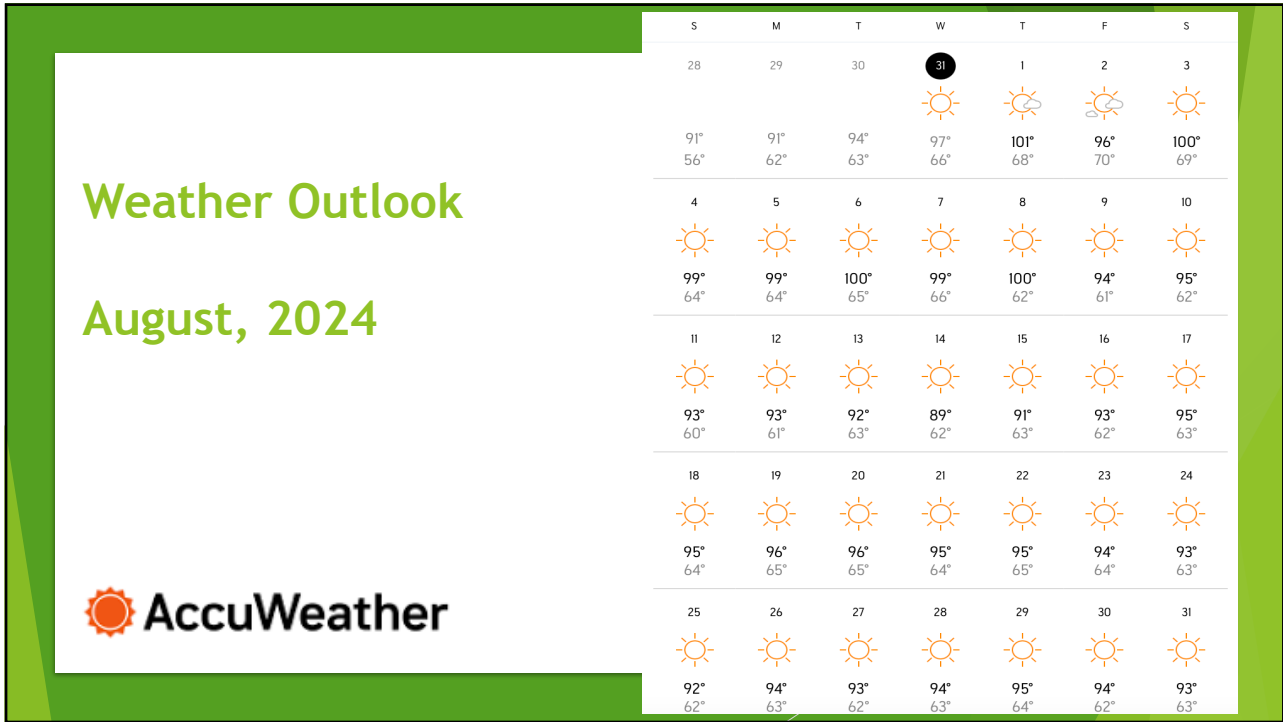 Weather Outlook
August, 2024
AccuWeather
S M T W T F S
28 29 30 31 1 2 3
91° 91° 94° 97° 101° 96° 100°
56° 62° 63° 66° 68° 70° 69°
4 5 6 7 8 9 10
99° 99° 100° 99° 100° 94° 95°
64° 64° 65° 66° 62° 61° 62°
11 12 13 14 15 16 17
93° 93° 92° 89° 91° 93° 95°
60° 61° 63° 62° 63° 62° 63°
18 19 20 21 22 23 24
95° 96° 96° 95° 95° 94° 93°
64° 65° 65° 64° 65° 64° 63°
25 26 27 28 29 30 31
92° 94° 93° 94° 95° 94° 93°
62° 63° 62° 63° 64° 62° 63°